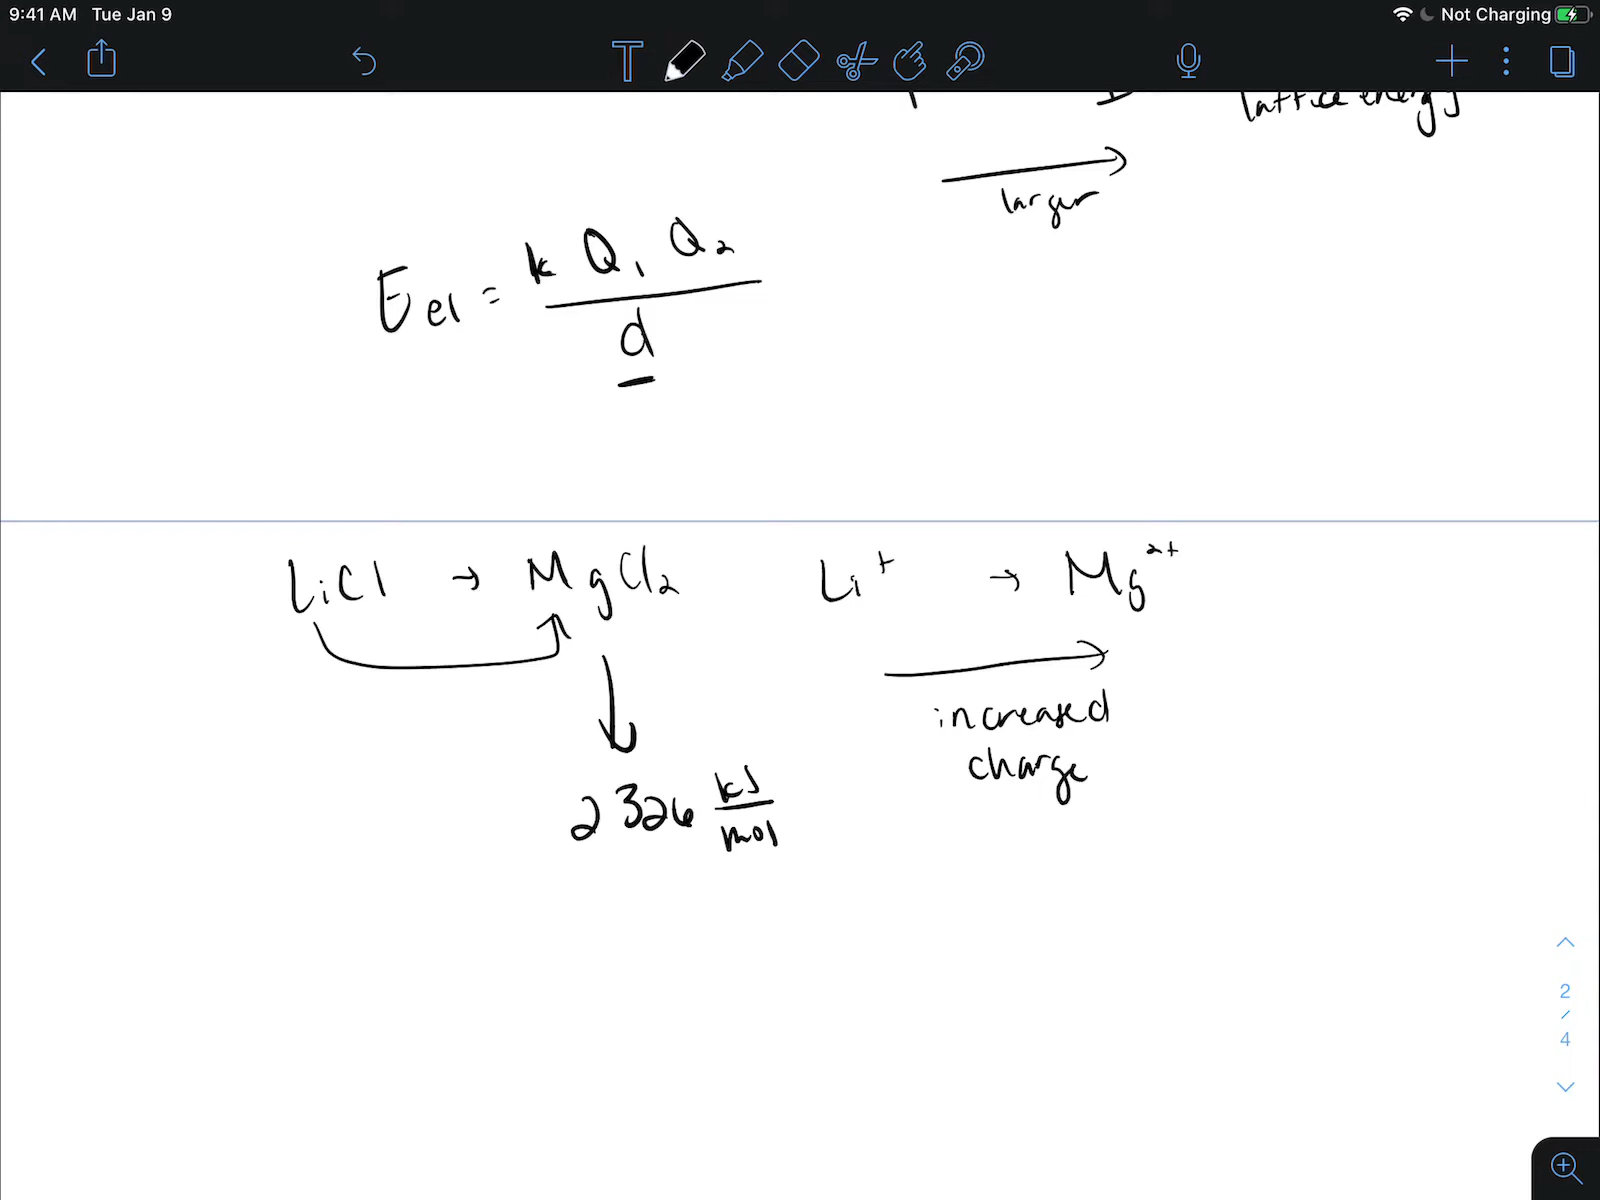 9:41 AM Tue Jan 9
Not Charging
T
lattice energy
larger
E el = k Q1 Q2
d
LiCl → MgCl2 Li+ → Mg2+
increased
charge
2326 kJ
mol
2
/
4